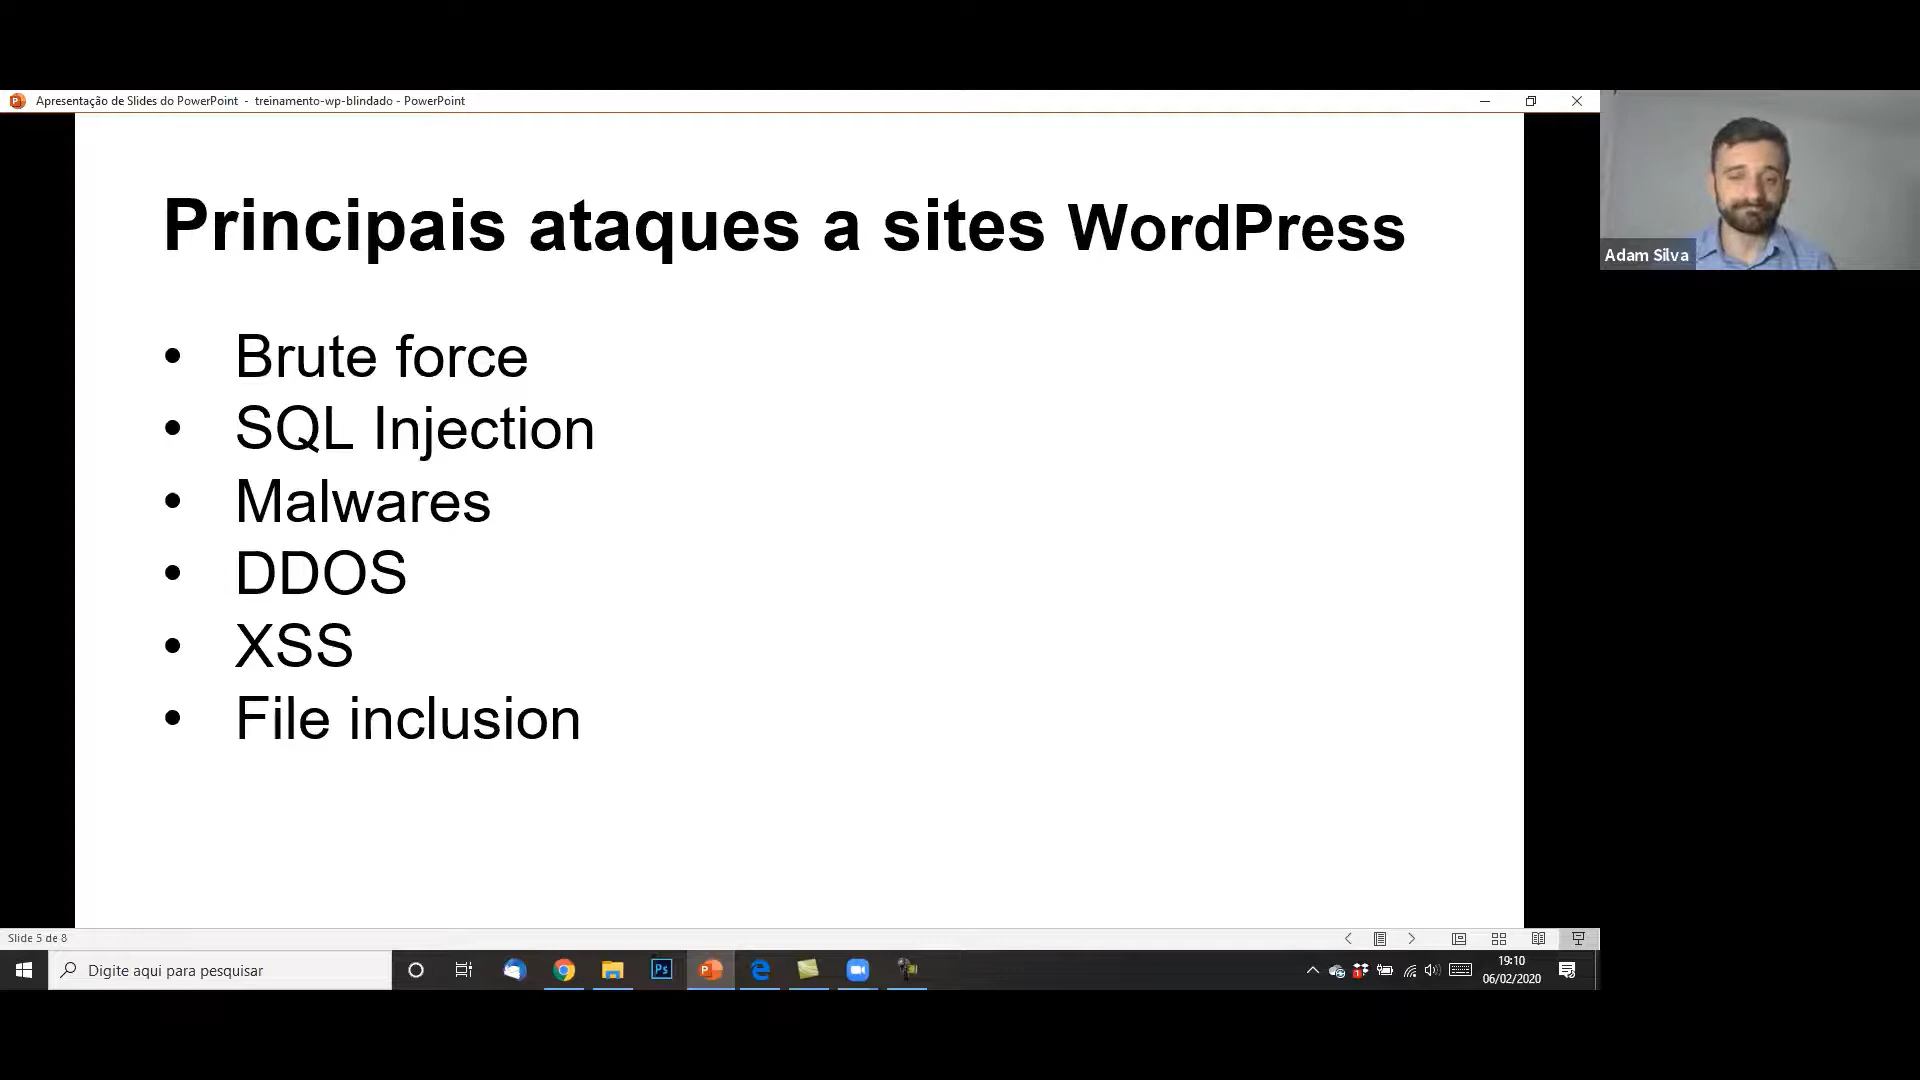 Apresentação de Slides do PowerPoint - treinamento-wp-blindado - PowerPoint
Principais ataques a sites WordPress
• Brute force
• SQL Injection
• Malwares
• DDOS
• XSS
• File inclusion
Adam Silva
Slide 5 de 8
Digite aqui para pesquisar
Ps
19:10
06/02/2020